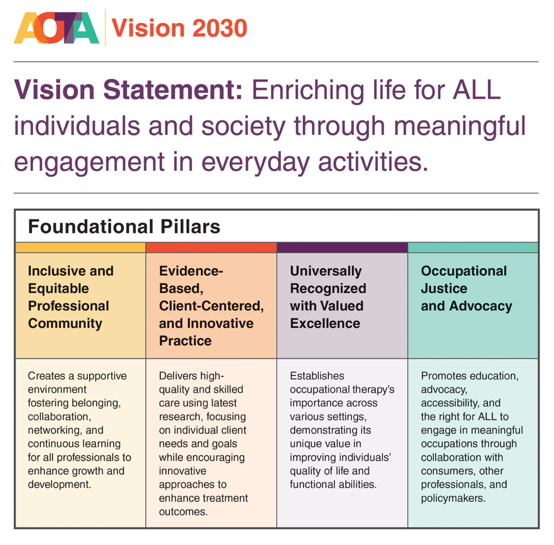 AOTA Vision 2030
Vision Statement: Enriching life for ALL
individuals and society through meaningful
engagement in everyday activities.
Foundational Pillars
Inclusive and
Equitable
Professional
Community
Evidence-
Based,
Client-Centered,
and Innovative
Practice
Universally
Recognized
with Valued
Excellence
Occupational
Justice
and Advocacy
Creates a supportive
environment
fostering belonging,
collaboration,
networking, and
continuous learning
for all professionals to
enhance growth and
development.
Delivers high-
quality and skilled
care using latest
research, focusing
on individual client
needs and goals
while encouraging
innovative
approaches to
enhance treatment
outcomes.
Establishes
occupational therapy's
importance across
various settings,
demonstrating its
unique value in
improving individuals'
quality of life and
functional abilities.
Promotes education,
advocacy,
accessibility, and
the right for ALL to
engage in meaningful
occupations through
collaboration with
consumers, other
professionals, and
policymakers.